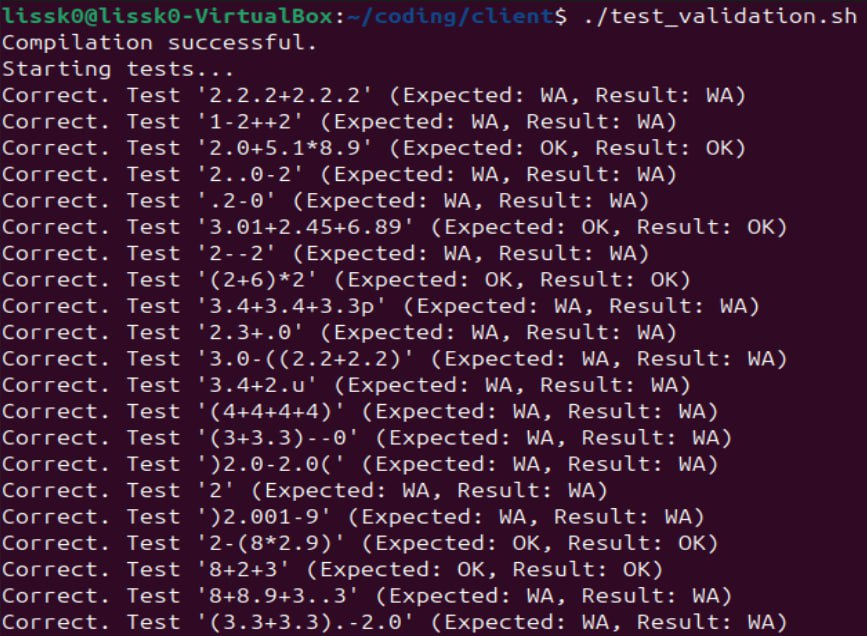 lissk0@lissk0-VirtualBox:~/coding/client$ ./test_validation.sh
Compilation successful.
Starting tests...
Correct. Test '2.2.2+2.2.2' (Expected: WA, Result: WA)
Correct. Test '1-2++2' (Expected: WA, Result: WA)
Correct. Test '2.0+5.1*8.9' (Expected: OK, Result: OK)
Correct. Test '2..0-2' (Expected: WA, Result: WA)
Correct. Test '.2-0' (Expected: WA, Result: WA)
Correct. Test '3.01+2.45+6.89' (Expected: OK, Result: OK)
Correct. Test '2--2' (Expected: WA, Result: WA)
Correct. Test '(2+6)*2' (Expected: OK, Result: OK)
Correct. Test '3.4+3.4+3.3p' (Expected: WA, Result: WA)
Correct. Test '2.3+.0' (Expected: WA, Result: WA)
Correct. Test '3.0-((2.2+2.2)' (Expected: WA, Result: WA)
Correct. Test '3.4+2.u' (Expected: WA, Result: WA)
Correct. Test '(4+4+4+4)' (Expected: WA, Result: WA)
Correct. Test '(3+3.3)--0' (Expected: WA, Result: WA)
Correct. Test ')2.0-2.0(' (Expected: WA, Result: WA)
Correct. Test '2' (Expected: WA, Result: WA)
Correct. Test ')2.001-9' (Expected: WA, Result: WA)
Correct. Test '2-(8*2.9)' (Expected: OK, Result: OK)
Correct. Test '8+2+3' (Expected: OK, Result: OK)
Correct. Test '8+8.9+3..3' (Expected: WA, Result: WA)
Correct. Test '(3.3+3.3).-2.0' (Expected: WA, Result: WA)